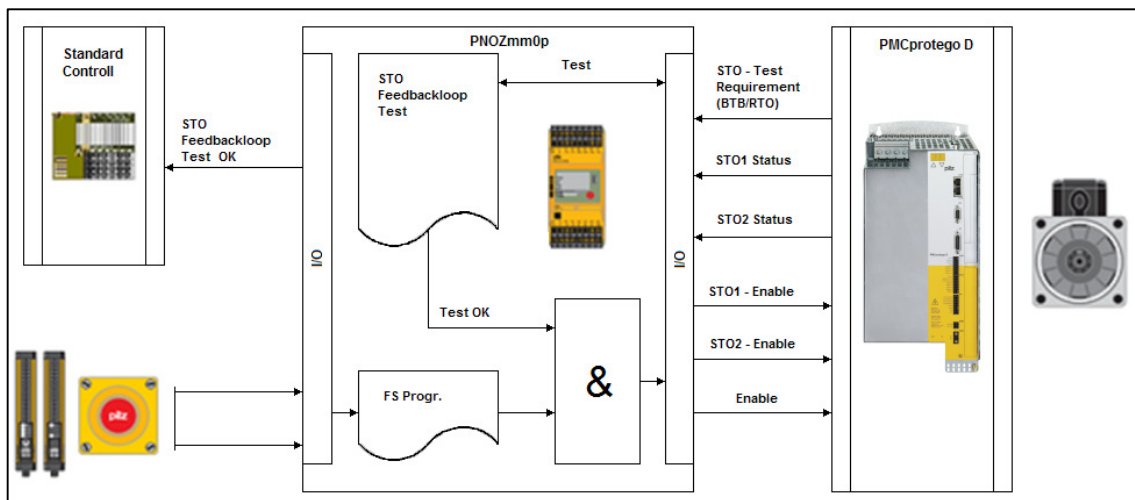 Standard
Controll
STO
Feedbackloop
Test OK
PNOZmm0p
I/O
STO
Feedbackloop
Test
Test
Test OK
FS Progr.
&
I/O
STO - Test
Requirement
(BTB/RTO)
STO1 Status
STO2 Status
STO1 - Enable
STO2 - Enable
Enable
PMCprotego D
pilz
pilz